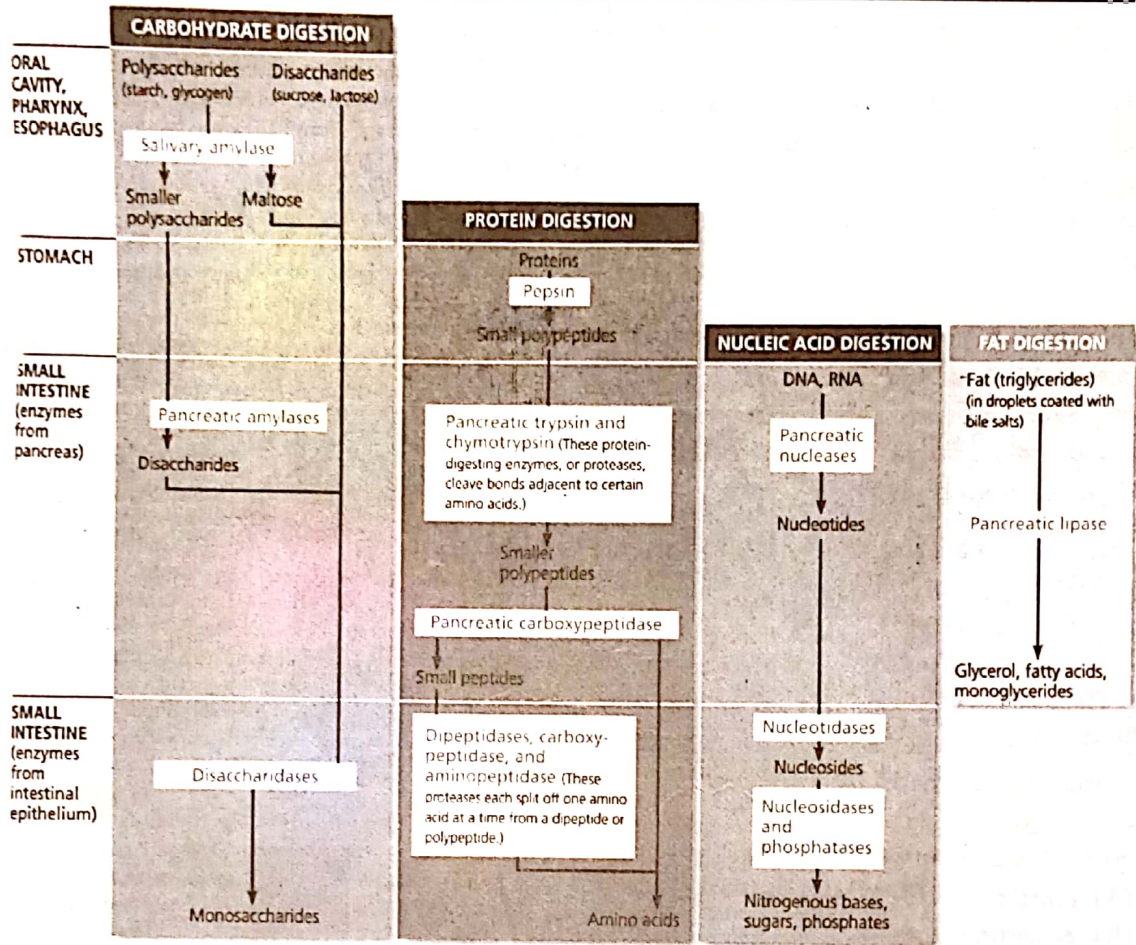 CARBOHYDRATE DIGESTION
ORAL
CAVITY,
PHARYNX,
ESOPHAGUS
Polysaccharides
(starch, glycogen)
Disaccharides
(sucrose, lactose)
Salivary amylase
Smaller
polysaccharides
Maltose
PROTEIN DIGESTION
STOMACH
Proteins
Pepsin
Small polypeptides
NUCLEIC ACID DIGESTION
FAT DIGESTION
SMALL
INTESTINE
(enzymes
from
pancreas)
Pancreatic amylases
Disaccharides
Pancreatic trypsin and
chymotrypsin (These protein-
digesting enzymes, or proteases,
cleave bonds adjacent to certain
amino acids.)
Smaller
polypeptides
Pancreatic carboxypeptidase
Small peptides
DNA, RNA
Pancreatic
nucleases
Nucleotides
Fat (triglycerides)
(in droplets coated with
bile salts)
Pancreatic lipase
Glycerol, fatty acids,
monoglycerides
SMALL
INTESTINE
(enzymes
from
intestinal
epithelium)
Disaccharidases
Monosaccharides
Dipeptidases, carboxy-
peptidase, and
aminopeptidase (These
proteases each split off one amino
acid at a time from a dipeptide or
polypeptide.)
Amino acids
Nucleotidases
Nucleosides
Nucleosidases
and
phosphatases
Nitrogenous bases,
sugars, phosphates